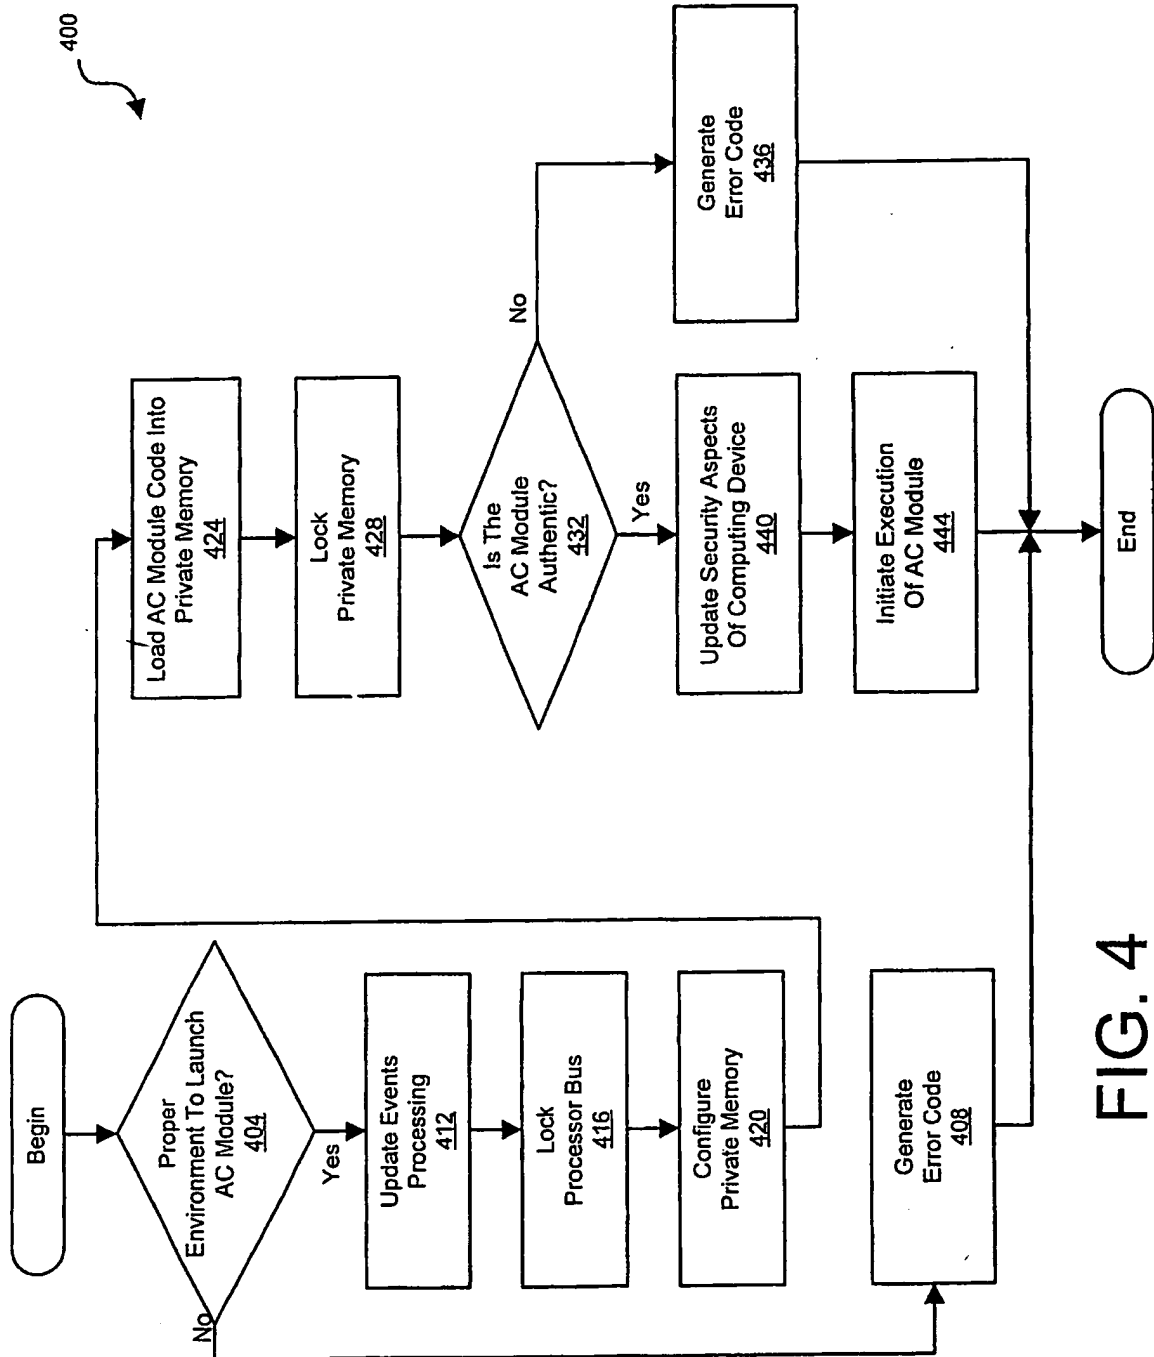 400
Begin
Proper
Environment To Launch
AC Module?
404
No
Yes
Update Events
Processing
412
Lock
Processor Bus
416
Configure
Private Memory
420
Generate
Error Code
408
Load AC Module Code Into
Private Memory
424
Lock
Private Memory
428
Is The
AC Module
Authentic?
432
No
Yes
Generate
Error Code
436
Update Security Aspects
Of Computing Device
440
Initiate Execution
Of AC Module
444
End
FIG. 4